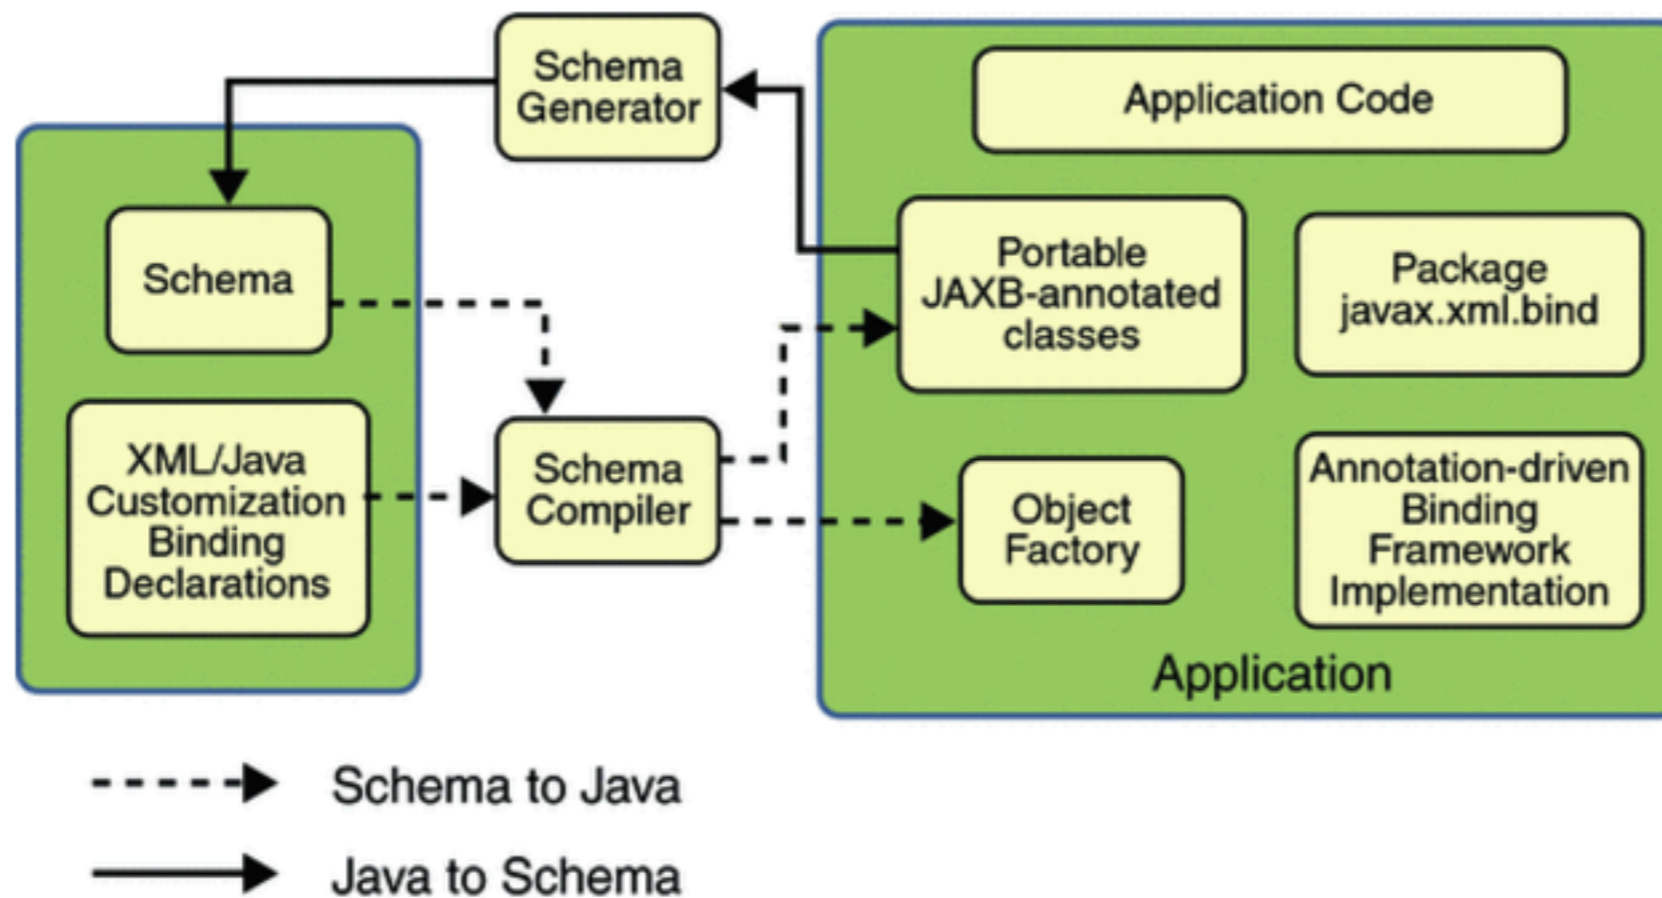 Schema
Generator
Application Code
Schema
Portable
JAXB-annotated
classes
Package
javax.xml.bind
XML/Java
Customization
Binding
Declarations
Schema
Compiler
Object
Factory
Annotation-driven
Binding
Framework
Implementation
Application
Schema to Java
Java to Schema